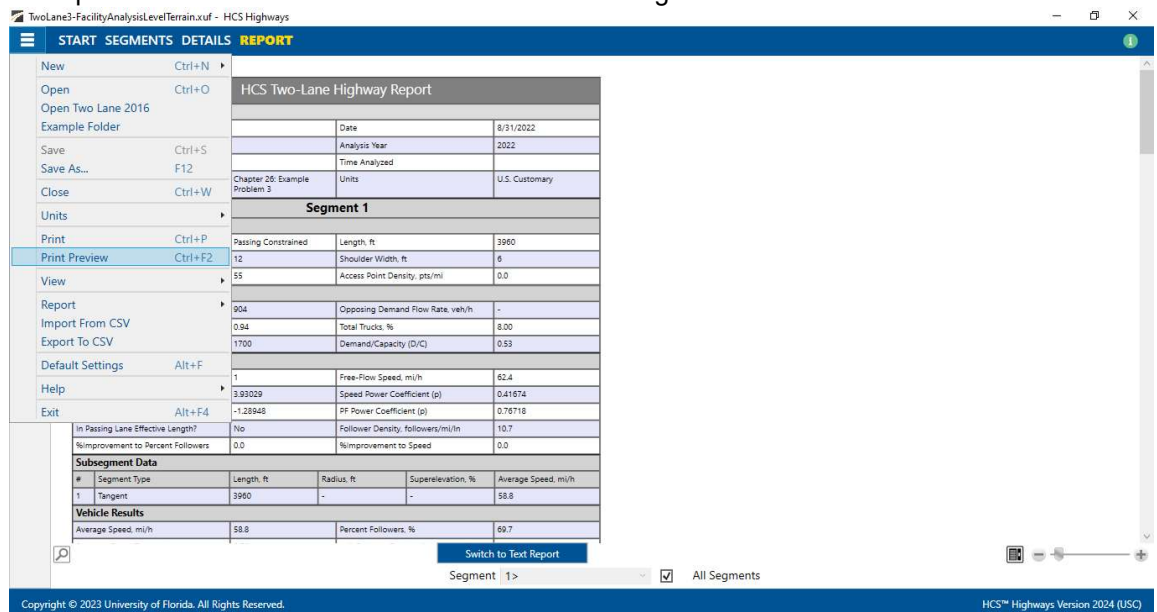 TwoLane3-FacilityAnalysisLevelTerrain.xuf - HCS Highways
START SEGMENTS DETAILS REPORT
New Ctrl+N
Open Ctrl+O
Open Two Lane 2016
Example Folder
Save Ctrl+S
Save As... F12
Close Ctrl+W
Units
Print Ctrl+P
Print Preview Ctrl+F2
View
Report
Import From CSV
Export To CSV
Default Settings Alt+F
Help
Exit Alt+F4
HCS Two-Lane Highway Report
Date 8/31/2022
Analysis Year 2022
Time Analyzed
Chapter 26: Example Units U.S. Customary
Problem 3
Segment 1
Passing Constrained Length, ft 3960
12 Shoulder Width, ft 6
55 Access Point Density, pts/mi 0.0
904 Opposing Demand Flow Rate, veh/h -
0.94 Total Trucks, % 8.00
1700 Demand/Capacity (D/C) 0.53
1 Free-Flow Speed, mi/h 62.4
3.93029 Speed Power Coefficient (p) 0.41674
-1.28948 PF Power Coefficient (p) 0.76718
In Passing Lane Effective Length? No Follower Density, followers/mi/ln 10.7
%Improvement to Percent Followers 0.0 %Improvement to Speed 0.0
Subsegment Data
# Segment Type Length, ft Radius, ft Superelevation, % Average Speed, mi/h
1 Tangent 3960 - - 58.8
Vehicle Results
Average Speed, mi/h 58.8 Percent Followers, % 69.7
Switch to Text Report
Segment 1> All Segments
Copyright © 2023 University of Florida. All Rights Reserved. HCS™ Highways Version 2024 (USC)